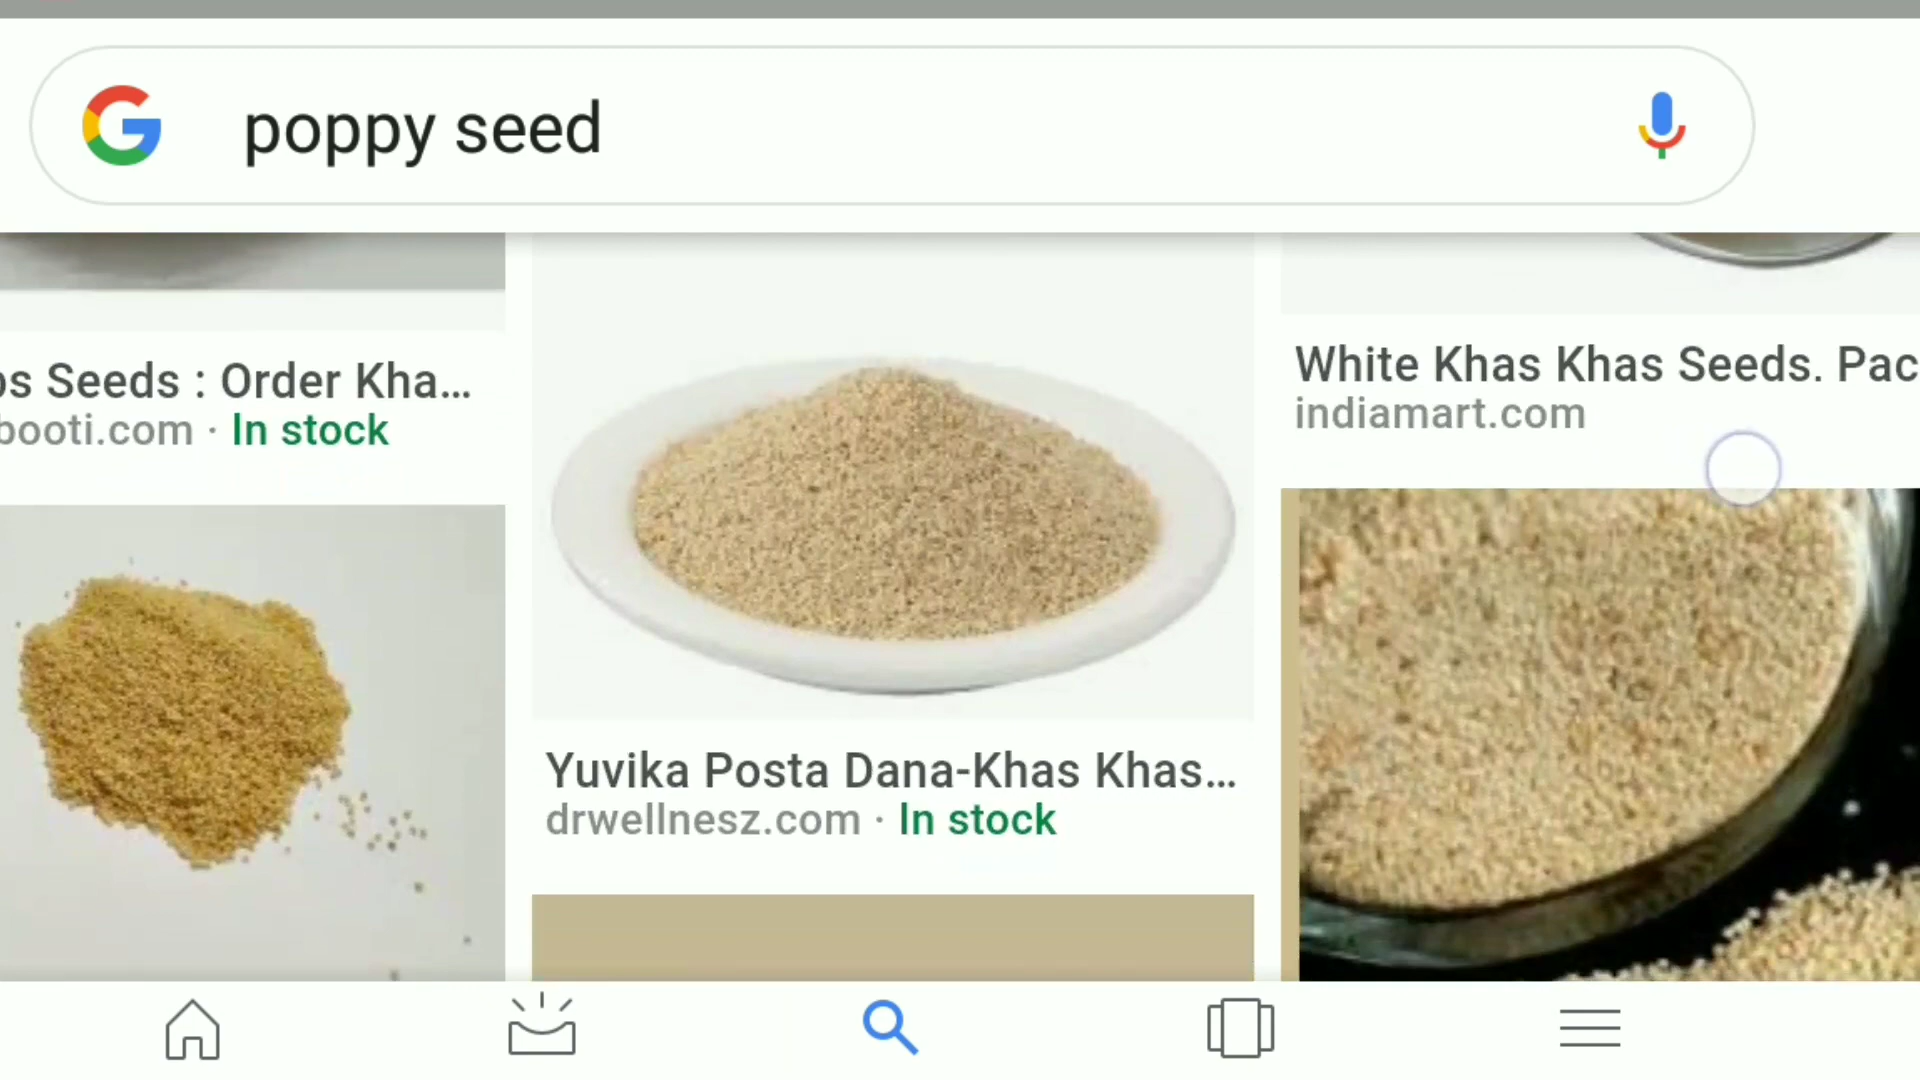 poppy seed
s Seeds : Order Kha...
booti.com · In stock
Yuvika Posta Dana-Khas Khas...
drwellnesz.com · In stock
White Khas Khas Seeds. Pac
indiamart.com